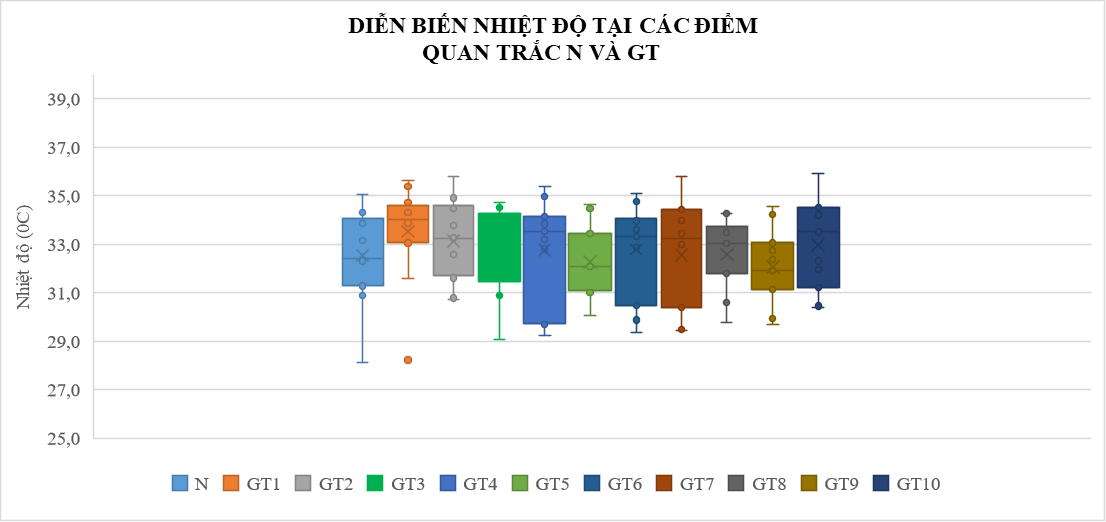 DIỄN BIẾN NHIỆT ĐỘ TẠI CÁC ĐIỂM
QUAN TRẮC N VÀ GT
Nhiệt độ (0C)
39,0
37,0
35,0
33,0
31,0
29,0
27,0
25,0
N GT1 GT2 GT3 GT4 GT5 GT6 GT7 GT8 GT9 GT10